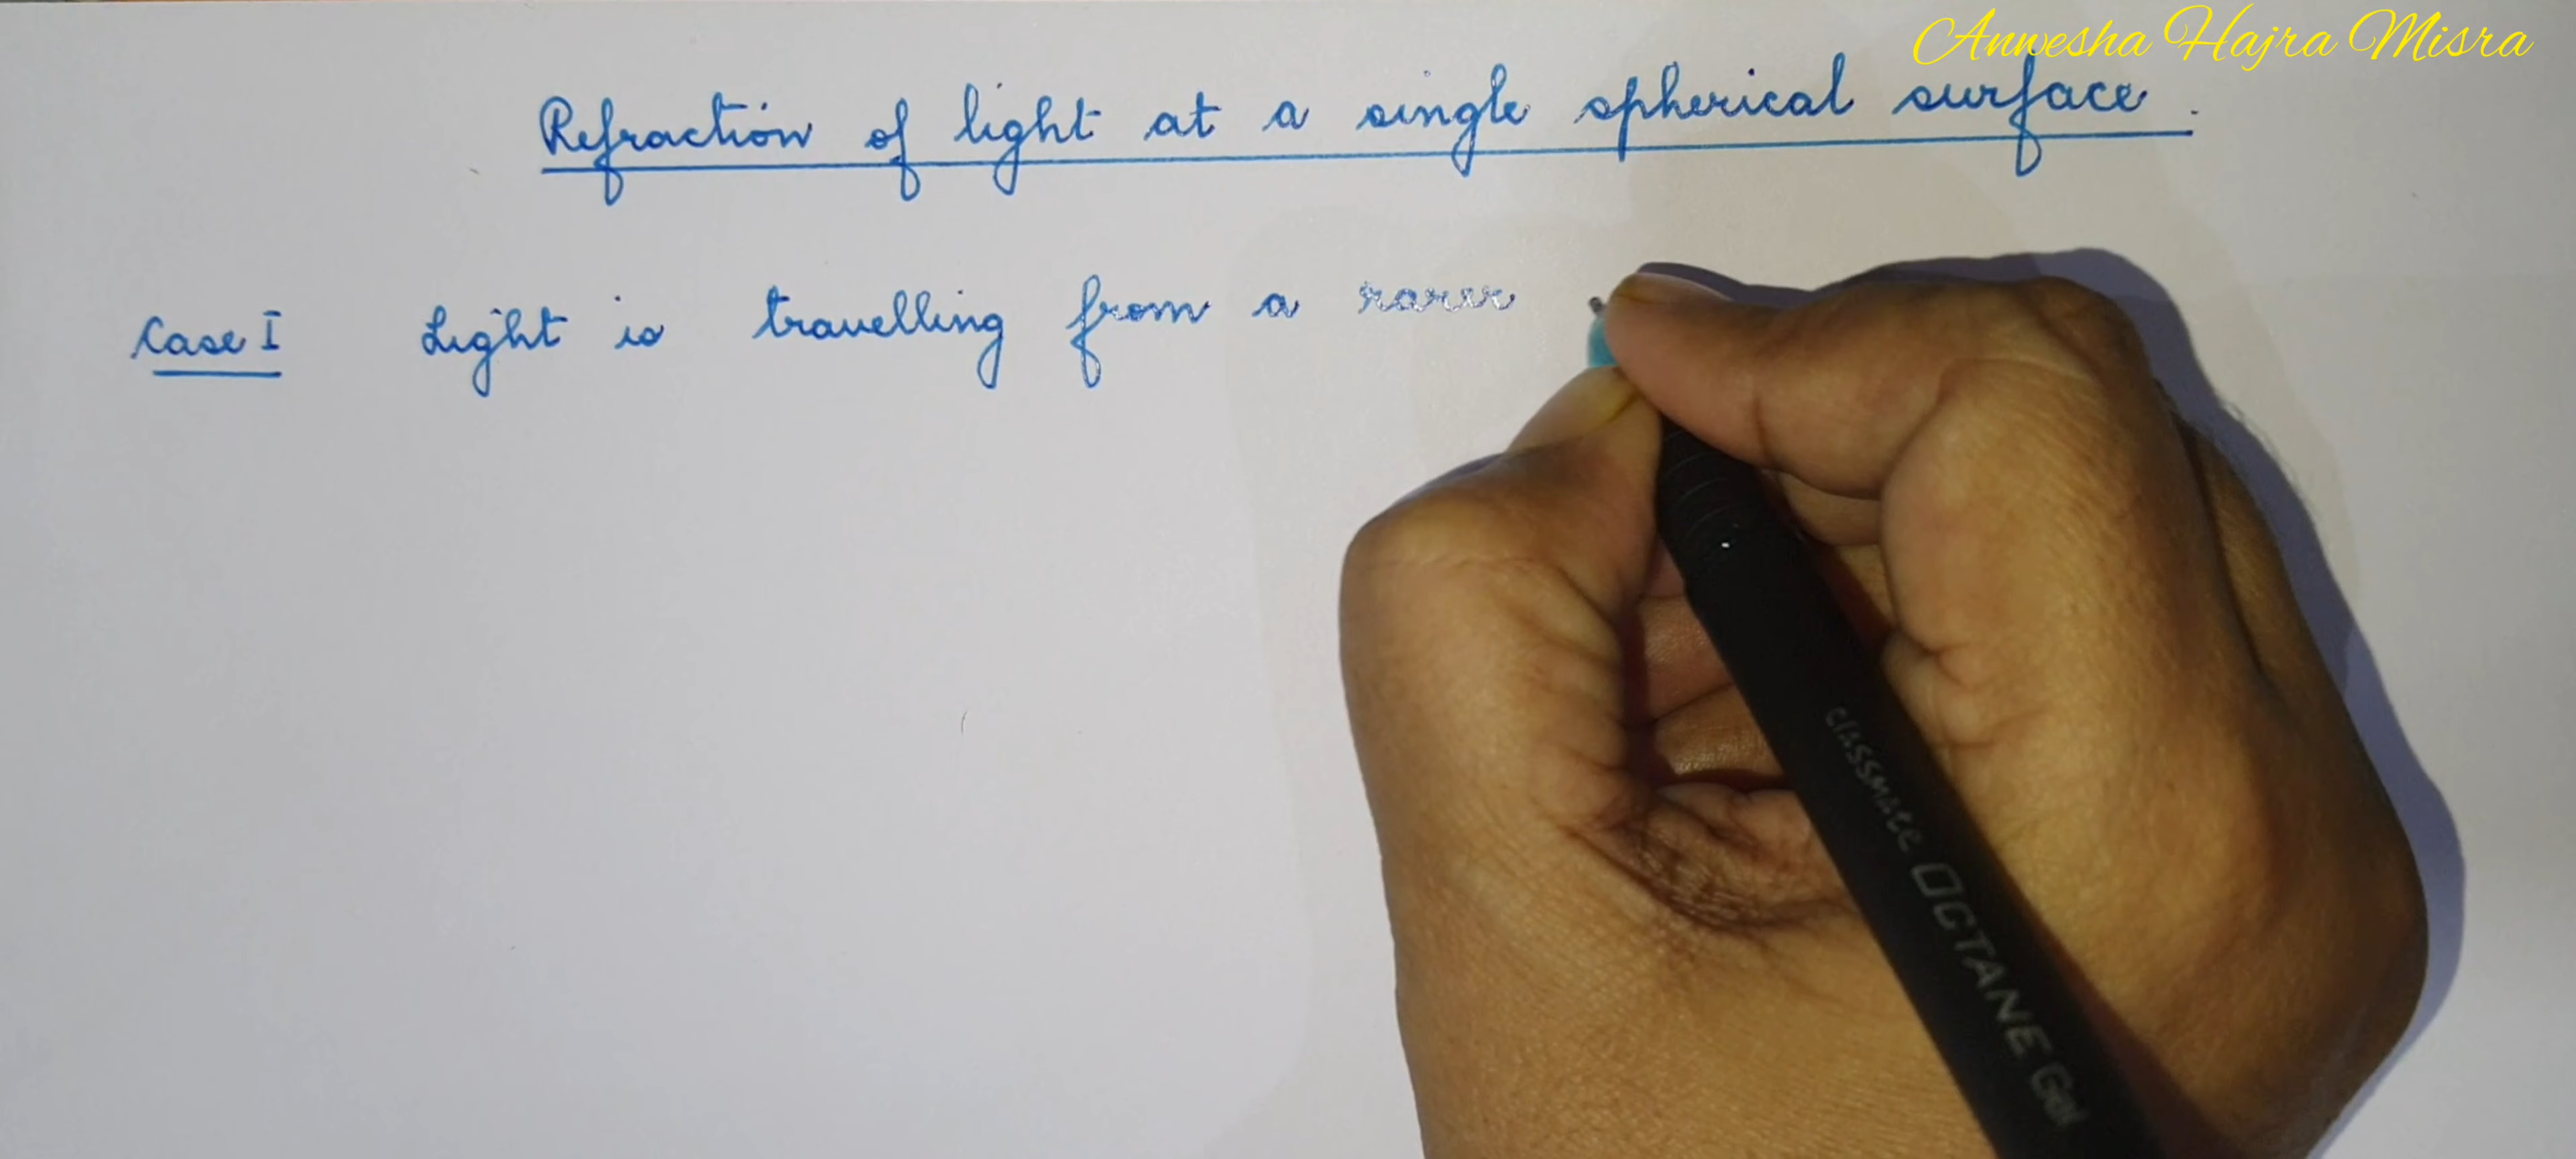 Anwesha Hajra Misra
Refraction of light at a single spherical surface.
Case I Light is travelling from a rarer
classmate OCTANE Gel